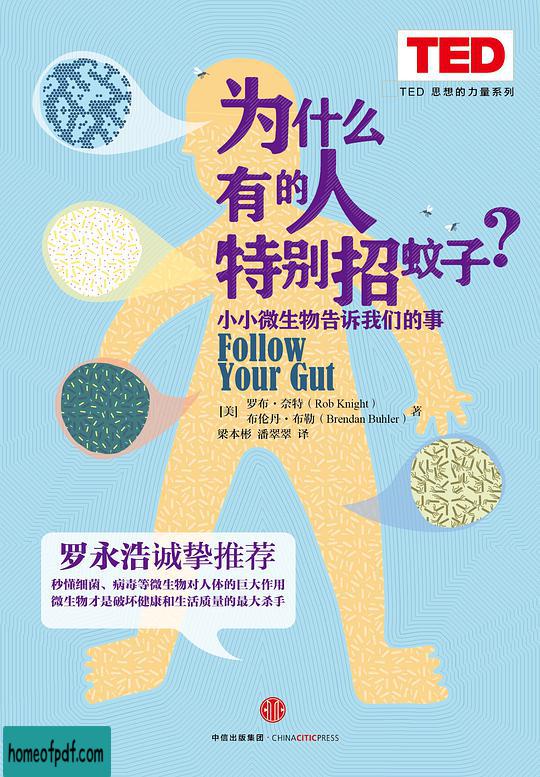 TED
TED 思想的力量系列
为什么
有的人
特别招蚊子?
小小微生物告诉我们的事
Follow
Your Gut
[美] 罗布·奈特(Rob Knight)
布伦丹·布勒(Brendan Buhler) 著
梁本彬 潘翠翠 译
罗永浩诚挚推荐
秒懂细菌、病毒等微生物对人体的巨大作用
微生物才是破坏健康和生活质量的最大杀手
中信出版集团·CHINACITICPRESS
homeofpdf.com